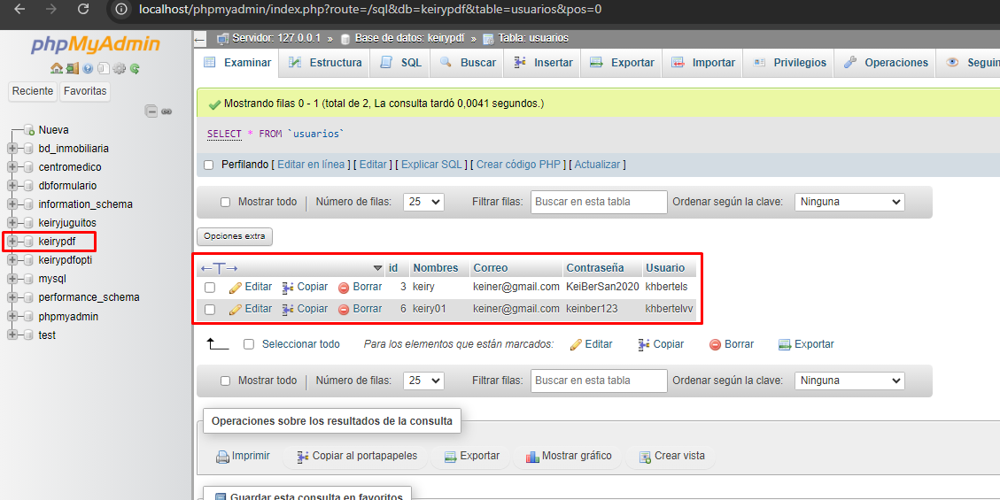 localhost/phpmyadmin/index.php?route=/sql&db=keirypdf&table=usuarios&pos=0
phpMyAdmin
Reciente Favoritas
Nueva
bd_inmobiliaria
centromedico
dbformulario
information_schema
keiryjuguitos
keirypdf
keirypdfopti
mysql
performance_schema
phpmyadmin
test
Servidor: 127.0.0.1 » Base de datos: keirypdf » Tabla: usuarios
Examinar Estructura SQL Buscar Insertar Exportar Importar Privilegios Operaciones Seguim
Mostrando filas 0 - 1 (total de 2, La consulta tardó 0,0041 segundos.)
SELECT * FROM `usuarios`
Perfilando [ Editar en línea ] [ Editar ] [ Explicar SQL ] [ Crear código PHP ] [ Actualizar ]
Mostrar todo | Número de filas: 25 Filtrar filas: Buscar en esta tabla Ordenar según la clave: Ninguna
Opciones extra
←T→ id Nombres Correo Contraseña Usuario
Editar Copiar Borrar 3 keiry keiner@gmail.com KeiBerSan2020 khbertels
Editar Copiar Borrar 6 keiry01 keiner@gmail.com keinber123 khbertelvv
Seleccionar todo Para los elementos que están marcados: Editar Copiar Borrar Exportar
Mostrar todo | Número de filas: 25 Filtrar filas: Buscar en esta tabla Ordenar según la clave: Ninguna
Operaciones sobre los resultados de la consulta
Imprimir Copiar al portapapeles Exportar Mostrar gráfico Crear vista
Guardar esta consulta en favoritos